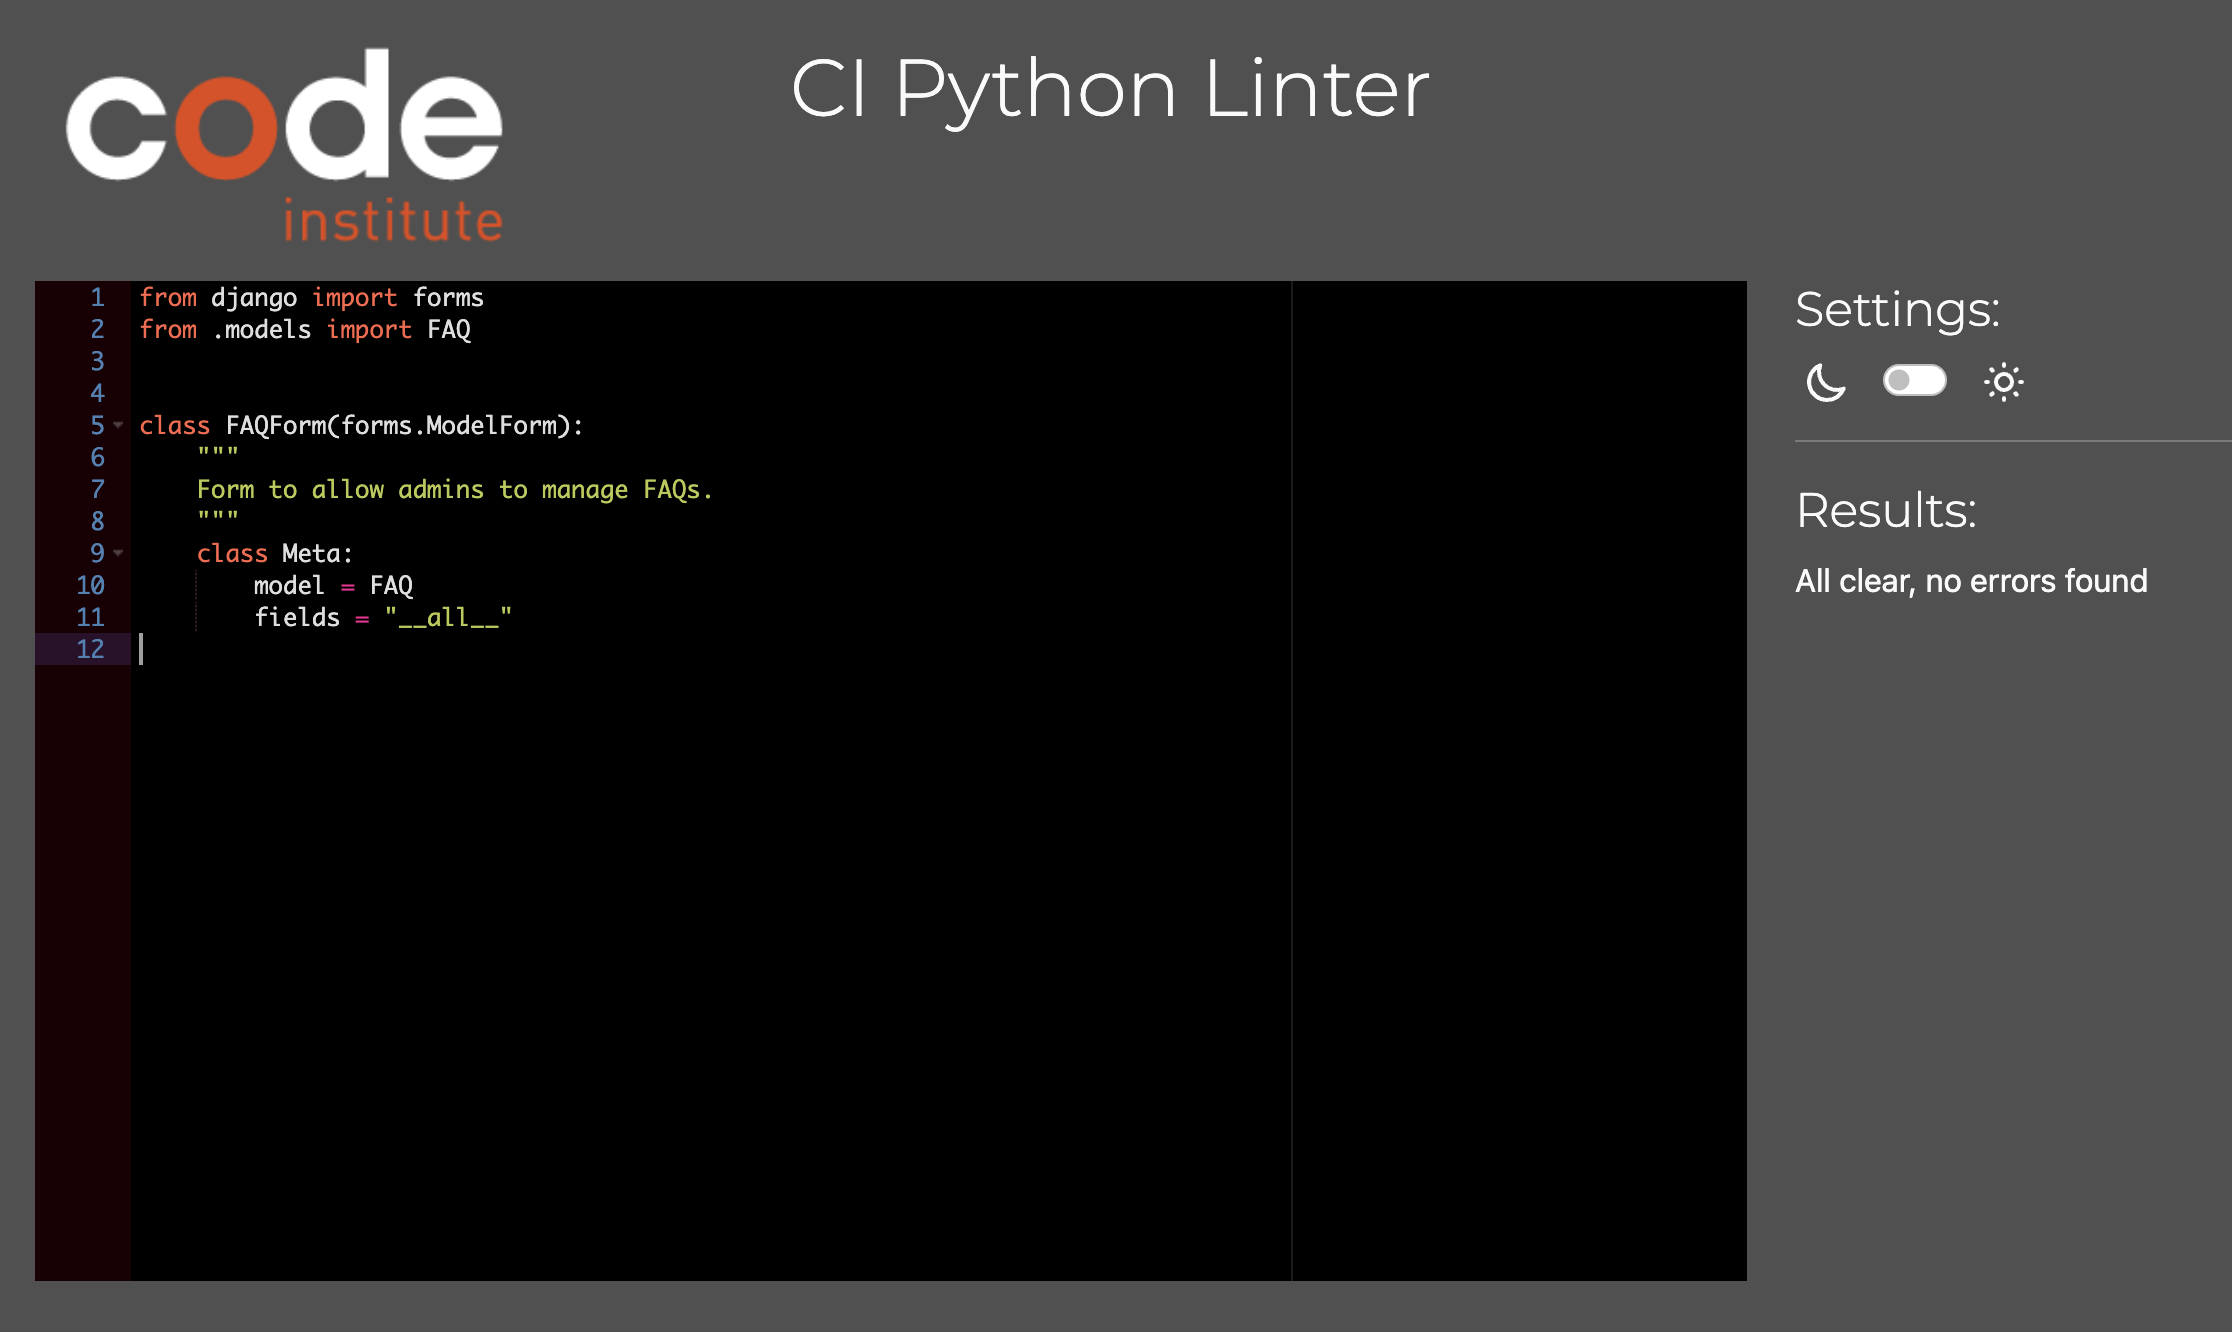 code
institute
CI Python Linter
1 from django import forms
2 from .models import FAQ
3
4
5 class FAQForm(forms.ModelForm):
6     """
7     Form to allow admins to manage FAQs.
8     """
9     class Meta:
10         model = FAQ
11         fields = "__all__"
12
Settings:
Results:
All clear, no errors found